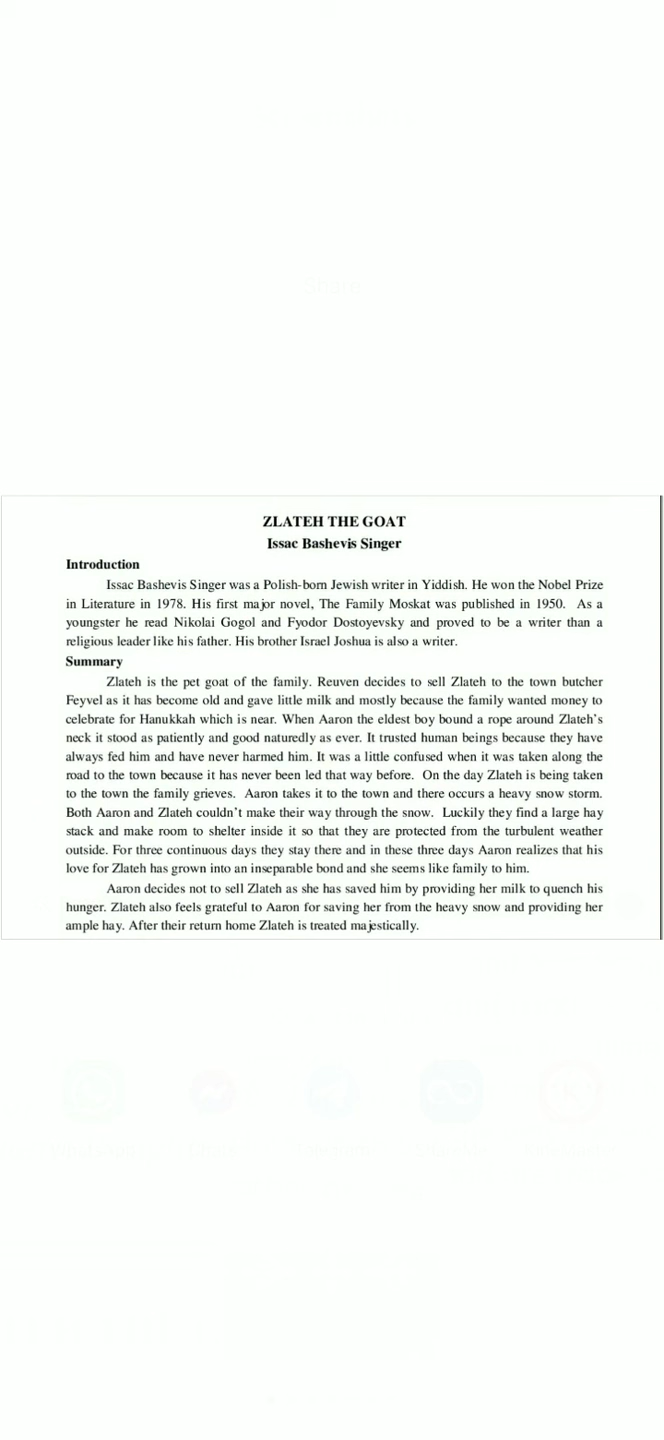 ZLATEH THE GOAT
Issac Bashevis Singer
Introduction
Issac Bashevis Singer was a Polish-born Jewish writer in Yiddish. He won the Nobel Prize
in Literature in 1978. His first major novel, The Family Moskat was published in 1950. As a
youngster he read Nikolai Gogol and Fyodor Dostoyevsky and proved to be a writer than a
religious leader like his father. His brother Israel Joshua is also a writer.
Summary
Zlateh is the pet goat of the family. Reuven decides to sell Zlateh to the town butcher
Feyvel as it has become old and gave little milk and mostly because the family wanted money to
celebrate for Hanukkah which is near. When Aaron the eldest boy bound a rope around Zlateh's
neck it stood as patiently and good naturedly as ever. It trusted human beings because they have
always fed him and have never harmed him. It was a little confused when it was taken along the
road to the town because it has never been led that way before. On the day Zlateh is being taken
to the town the family grieves. Aaron takes it to the town and there occurs a heavy snow storm.
Both Aaron and Zlateh couldn't make their way through the snow. Luckily they find a large hay
stack and make room to shelter inside it so that they are protected from the turbulent weather
outside. For three continuous days they stay there and in these three days Aaron realizes that his
love for Zlateh has grown into an inseparable bond and she seems like family to him.
Aaron decides not to sell Zlateh as she has saved him by providing her milk to quench his
hunger. Zlateh also feels grateful to Aaron for saving her from the heavy snow and providing her
ample hay. After their return home Zlateh is treated majestically.